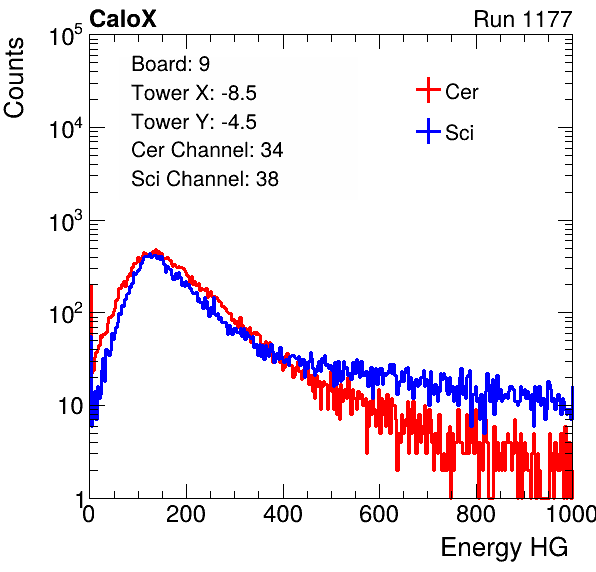 CaloX Run 1177
Counts
10^5
10^4
10^3
10^2
10
1
Board: 9
Tower X: -8.5
Tower Y: -4.5
Cer Channel: 34
Sci Channel: 38
Cer
Sci
0 200 400 600 800 1000
Energy HG